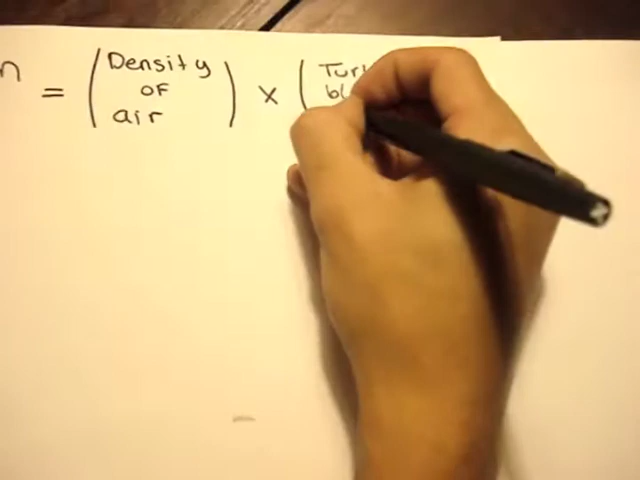 n = (Density × (
OF
air)